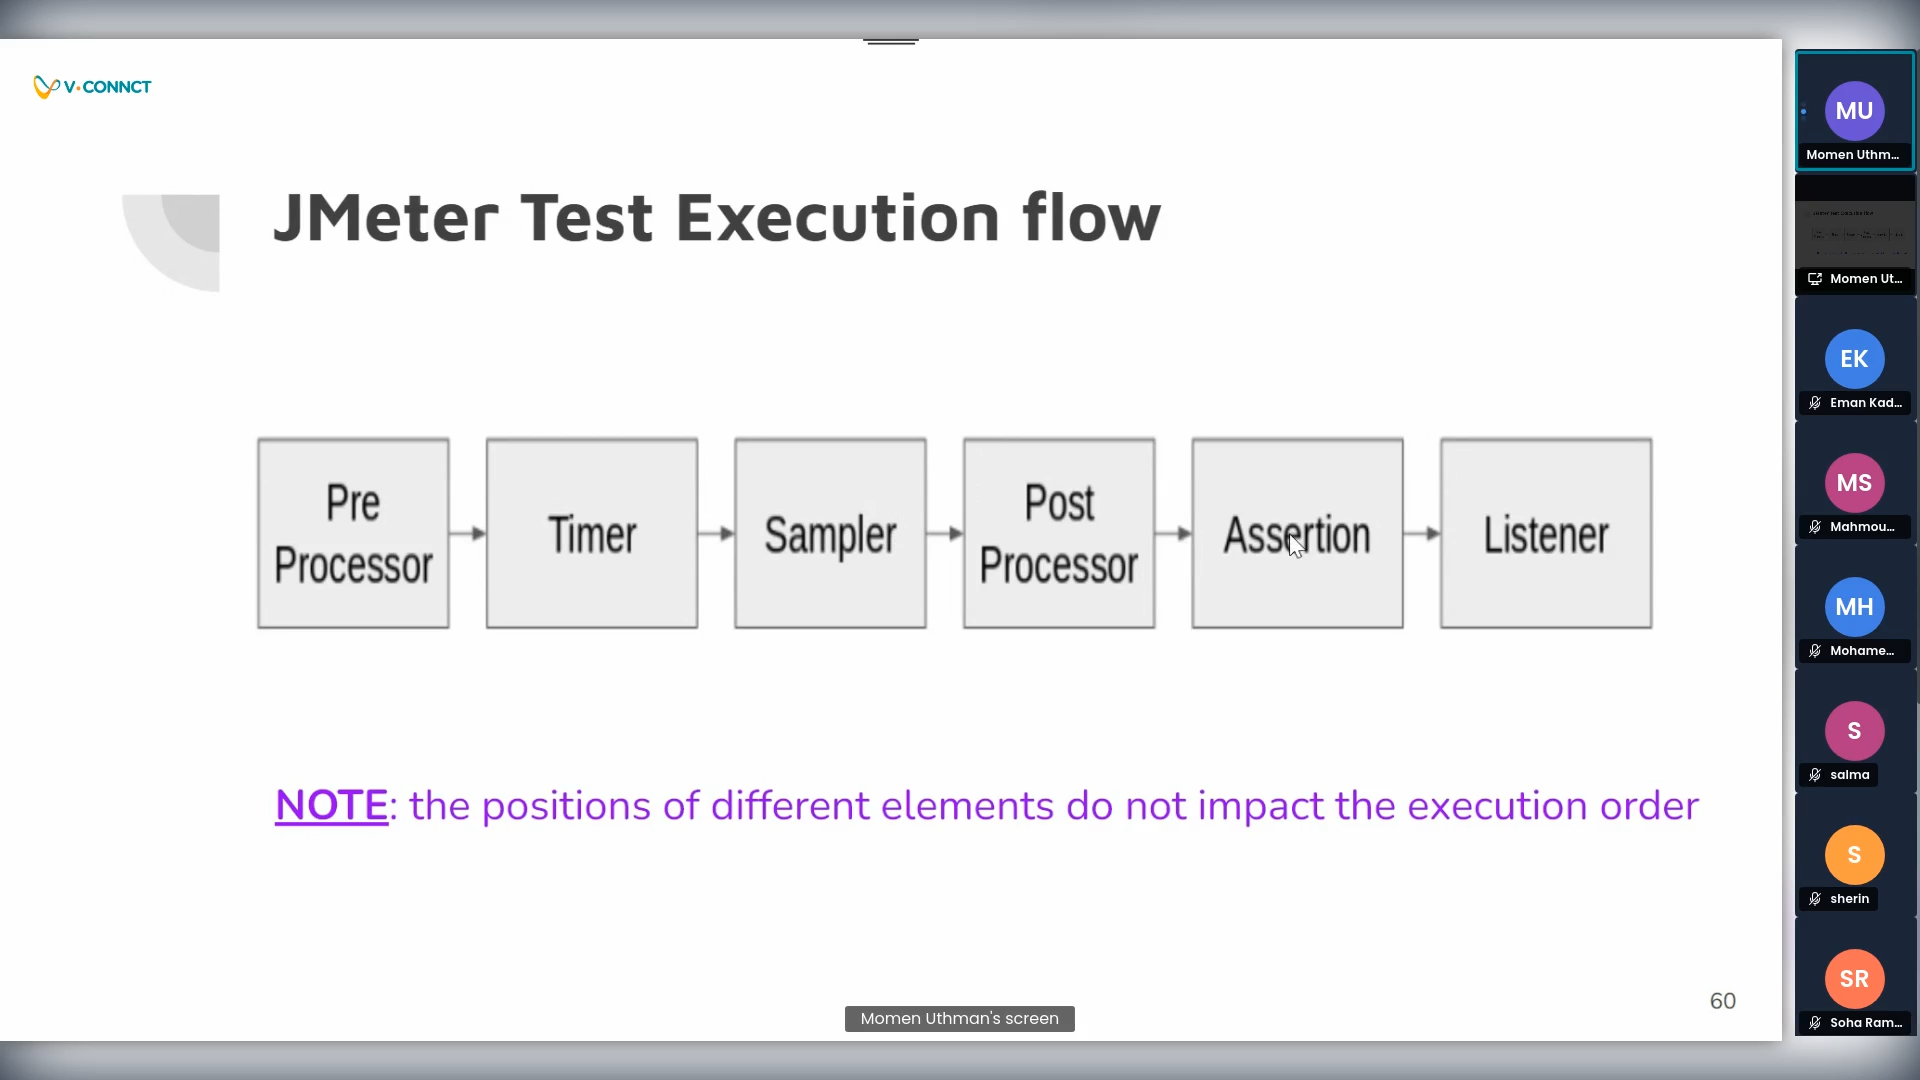 V·CONNCT
JMeter Test Execution flow
Pre
Processor
Timer
Sampler
Post
Processor
Assertion
Listener
NOTE: the positions of different elements do not impact the execution order
60
Momen Uthman's screen
MU
Momen Uthm...
Momen Ut...
EK
Eman Kad...
MS
Mahmou...
MH
Mohame...
S
salma
S
sherin
SR
Soha Ram...